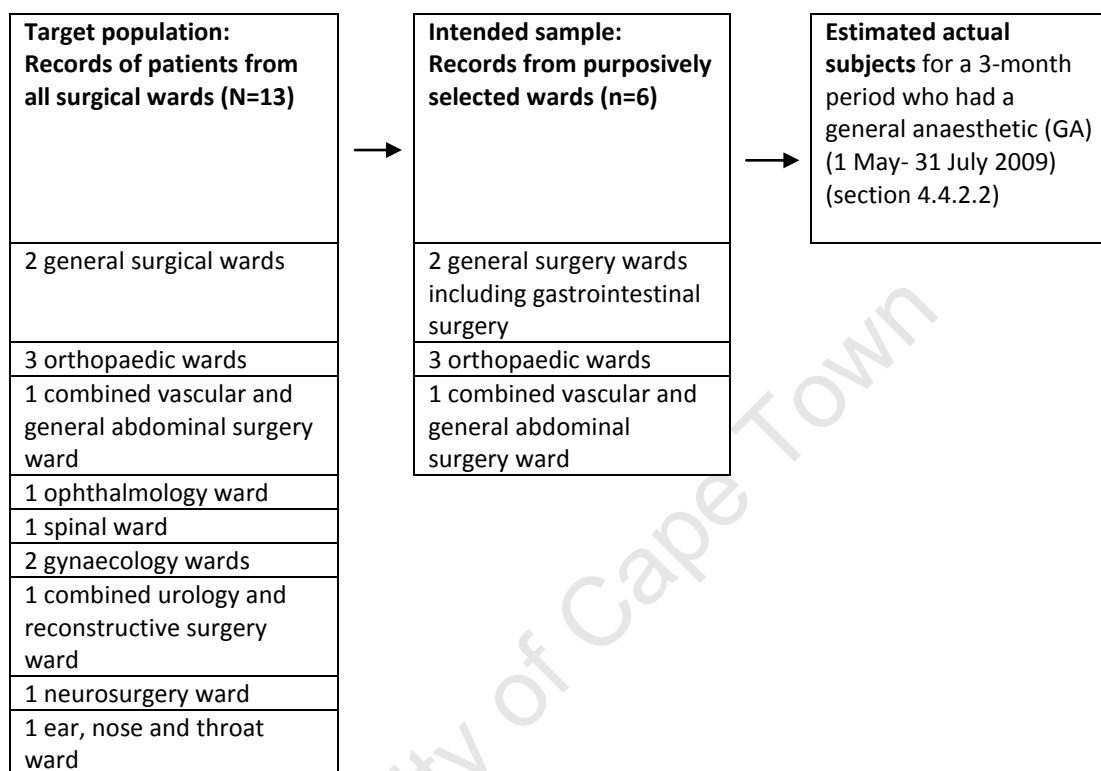 Target population:
Records of patients from
all surgical wards (N=13)
2 general surgical wards
3 orthopaedic wards
1 combined vascular and
general abdominal surgery
ward
1 ophthalmology ward
1 spinal ward
2 gynaecology wards
1 combined urology and
reconstructive surgery
ward
1 neurosurgery ward
1 ear, nose and throat
ward
Intended sample:
Records from purposively
selected wards (n=6)
2 general surgery wards
including gastrointestinal
surgery
3 orthopaedic wards
1 combined vascular and
general abdominal
surgery ward
Estimated actual
subjects for a 3-month
period who had a
general anaesthetic (GA)
(1 May- 31 July 2009)
(section 4.4.2.2)
ity of Cape Town